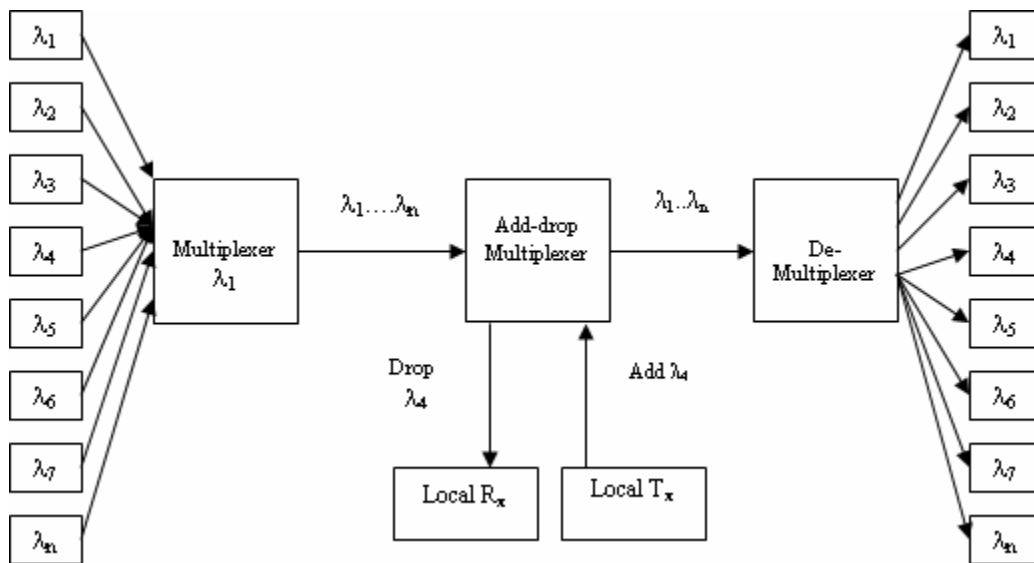 λ1
λ2
λ3
λ4
λ5
λ6
λ7
λn
Multiplexer
λ1
λ1....λn
Add-drop
Multiplexer
λ1..λn
De-
Multiplexer
Drop
λ4
Add λ4
Local Rx
Local Tx
λ1
λ2
λ3
λ4
λ5
λ6
λ7
λn